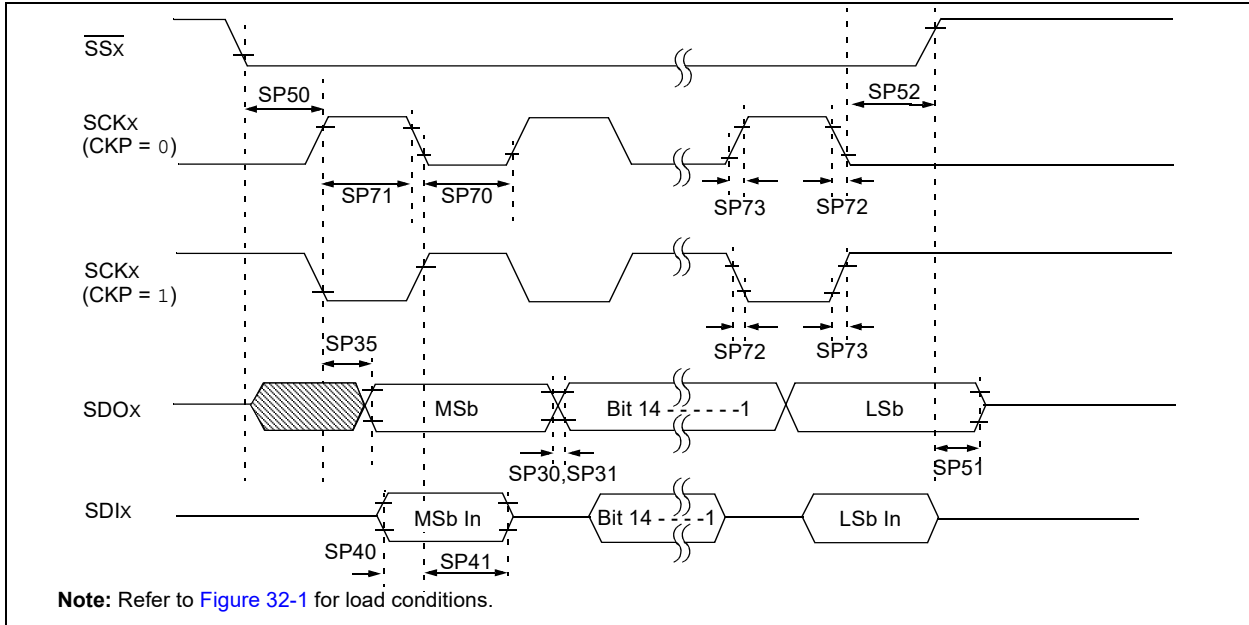 SSx
SP50
SP52
SCKx
(CKP = 0)
SP71
SP70
SP73
SP72
SCKx
(CKP = 1)
SP35
SP72
SP73
SDOx
MSb
Bit 14 - - - - - -1
LSb
SP30,SP31
SP51
SDIx
MSb In
Bit 14 - - - -1
LSb In
SP40
SP41
Note: Refer to Figure 32-1 for load conditions.